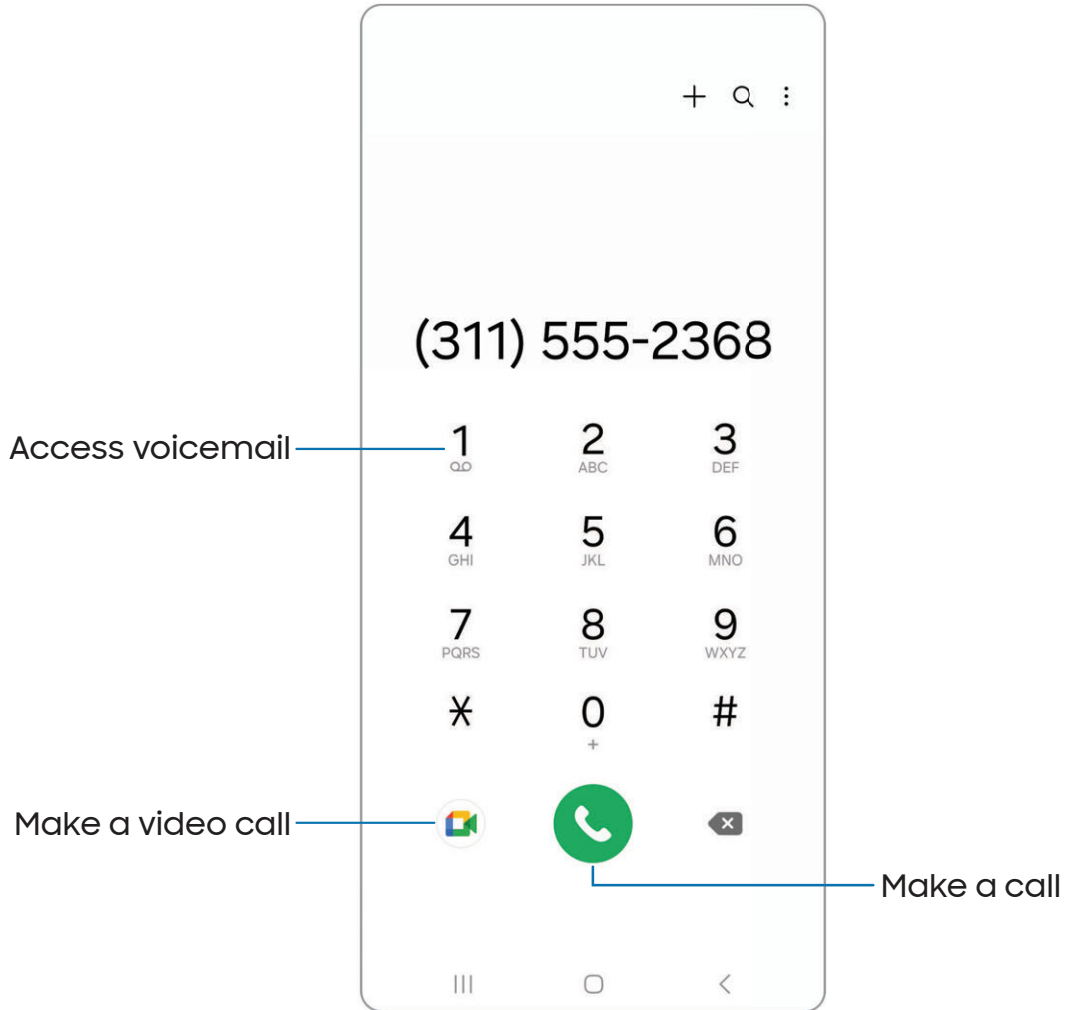 (311) 555-2368
Access voicemail
1 2 3
ABC DEF
4 5 6
GHI JKL MNO
7 8 9
PQRS TUV WXYZ
* 0 #
+
Make a video call
Make a call